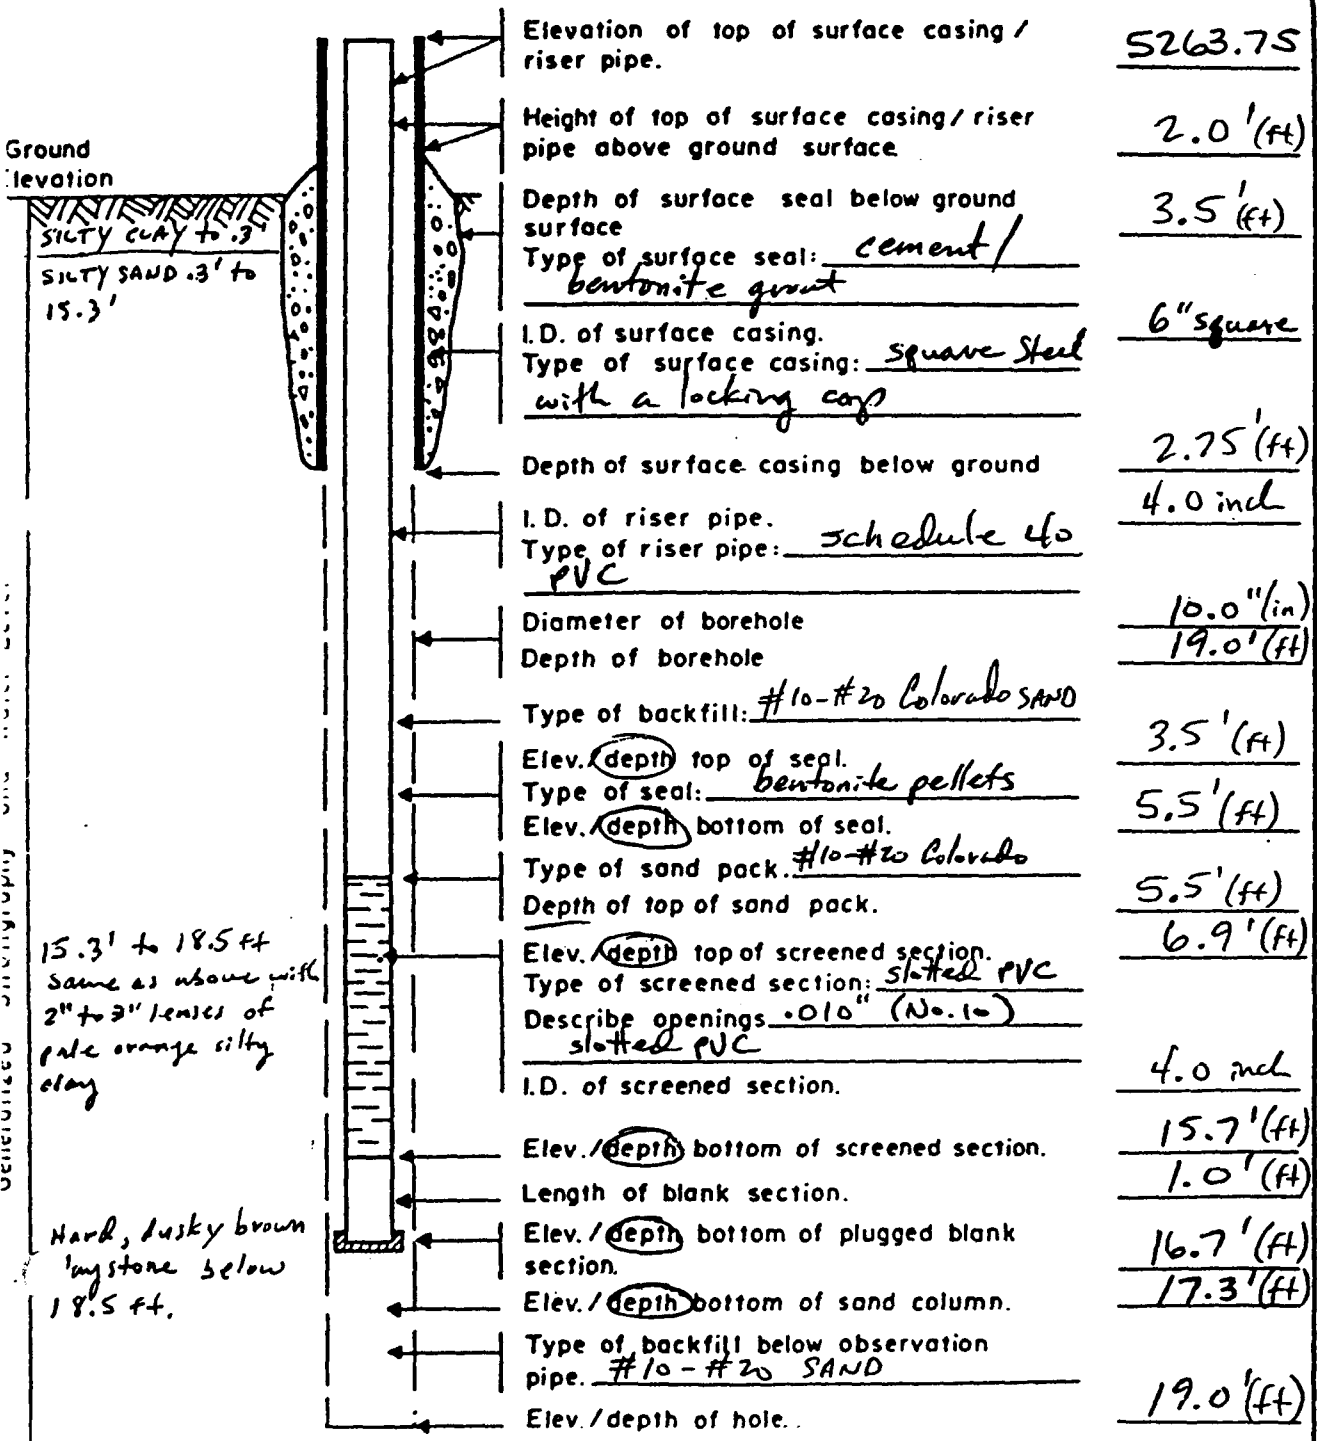 Elevation of top of surface casing /
riser pipe.
5263.75
Height of top of surface casing / riser
pipe above ground surface
2.0' (ft)
Ground
levation
SILTY CLAY to .3'
SILTY SAND .3' to
15.3'
Depth of surface seal below ground
surface
3.5' (ft)
Type of surface seal: cement /
bentonite grout
I.D. of surface casing.
6" square
Type of surface casing: square Steel
with a locking cap
Depth of surface casing below ground
2.75' (ft)
I.D. of riser pipe.
4.0 inch
Type of riser pipe: schedule 40
PVC
Diameter of borehole
10.0" (in)
Depth of borehole
19.0' (ft)
Type of backfill: #10-#20 Colorado SAND
Elev./depth top of seal.
3.5' (ft)
Type of seal: bentonite pellets
Elev./depth bottom of seal.
5.5' (ft)
Type of sand pack. #10-#20 Colorado
Depth of top of sand pack.
5.5' (ft)
Elev./depth top of screened section.
6.9' (ft)
Type of screened section: slotted PVC
Describe openings .010" (No. 10)
slotted PVC
I.D. of screened section.
4.0 inch
15.3' to 18.5 ft
same as above with
2" to 3" lenses of
pale orange silty
clay
Elev./depth bottom of screened section.
15.7' (ft)
Length of blank section.
1.0' (ft)
Elev./depth bottom of plugged blank
section.
16.7' (ft)
Elev./depth bottom of sand column.
17.3' (ft)
Hard, dusky brown
aystone below
18.5 ft.
Type of backfill below observation
pipe. #10-#20 SAND
Elev./depth of hole.
19.0' (ft)